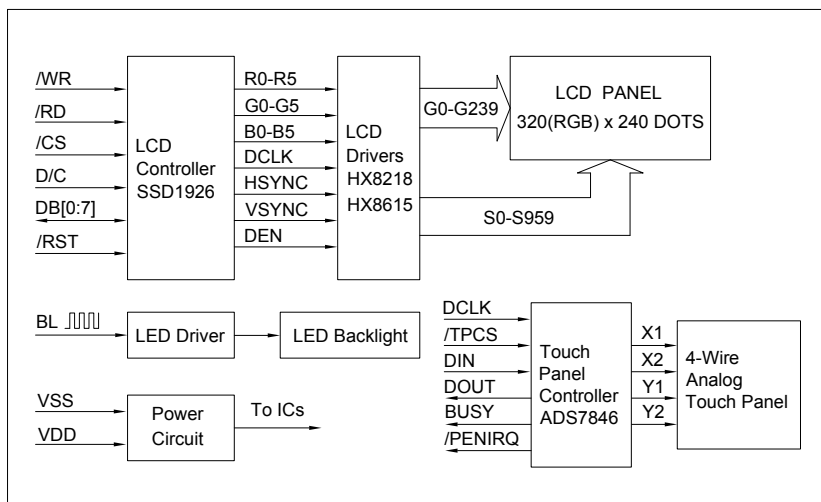 /WR
/RD
/CS
D/C
DB[0:7]
/RST
LCD
Controller
SSD1926
R0-R5
G0-G5
B0-B5
DCLK
HSYNC
VSYNC
DEN
LCD
Drivers
HX8218
HX8615
G0-G239
S0-S959
LCD PANEL
320(RGB) x 240 DOTS
BL
LED Driver
LED Backlight
VSS
VDD
Power
Circuit
To ICs
DCLK
/TPCS
DIN
DOUT
BUSY
/PENIRQ
Touch
Panel
Controller
ADS7846
X1
X2
Y1
Y2
4-Wire
Analog
Touch Panel